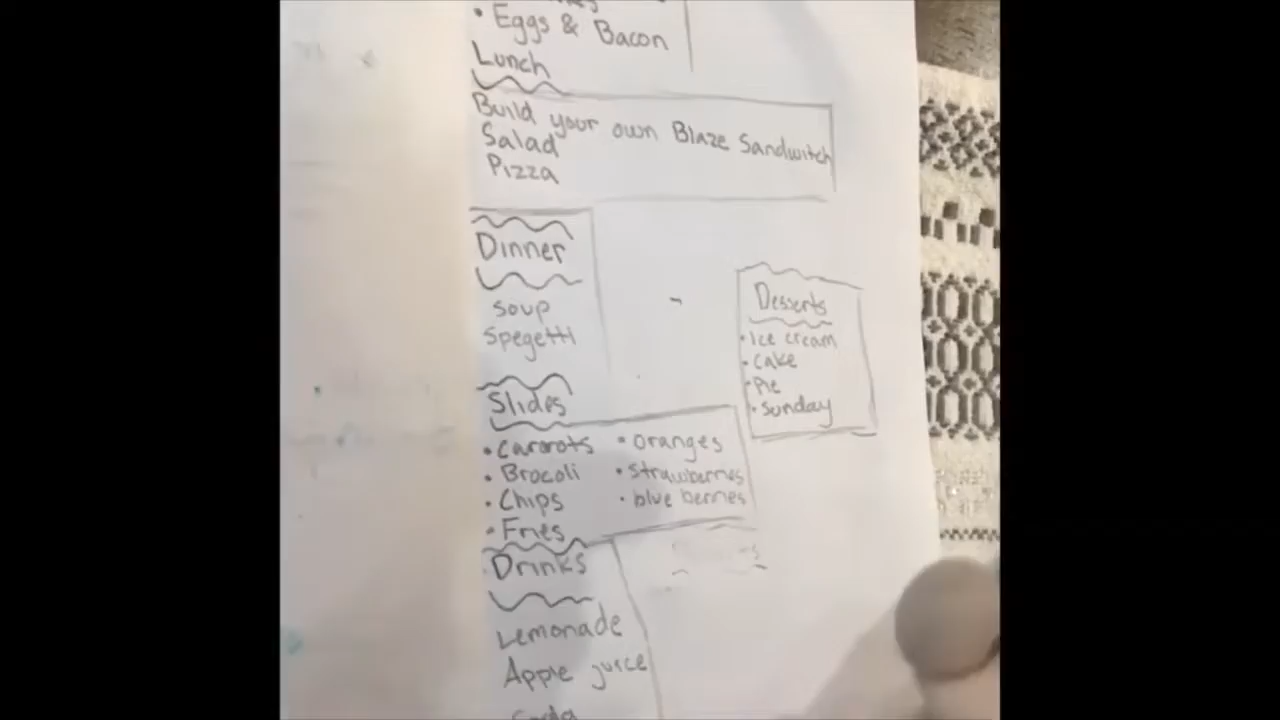 • Eggs & Bacon
Lunch
Build your own Blaze Sandwitch
Salad
Pizza
Dinner
soup
spegetti
Desserts
• Ice cream
• cake
• Pie
• sunday
Slides
• carorots
• Brocoli
• Chips
• Fries
• oranges
• strawberries
• blue berries
Drinks
Lemonade
Apple juice